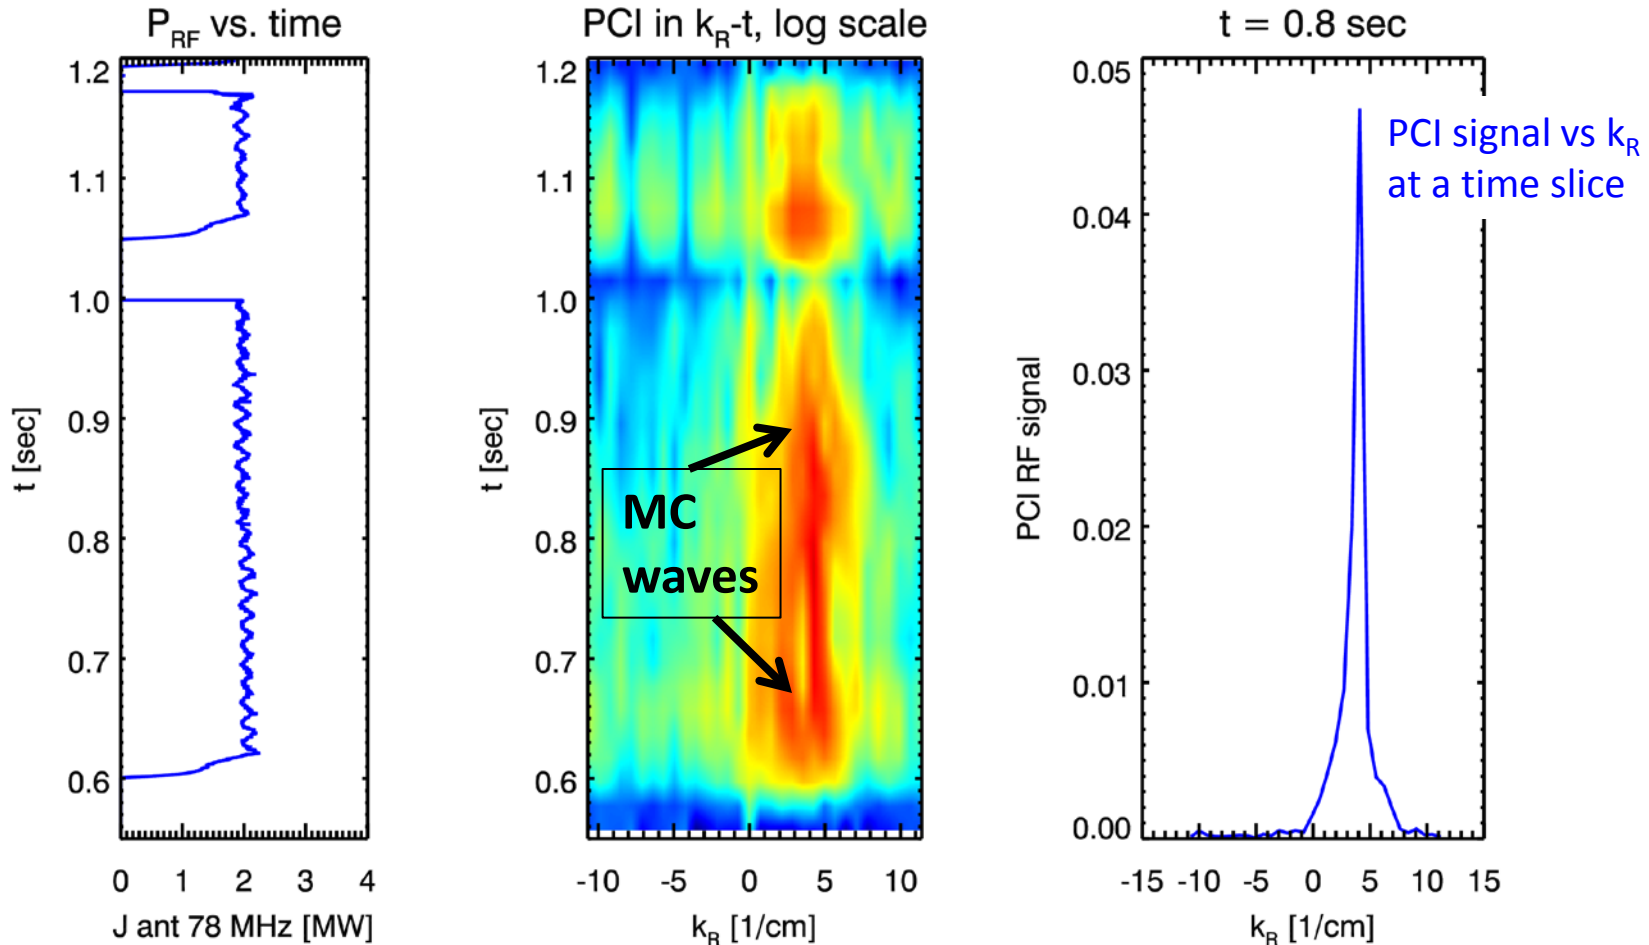 P_RF vs. time
1.2
1.1
1.0
0.9
0.8
0.7
0.6
t [sec]
0 1 2 3 4
J ant 78 MHz [MW]
PCI in k_R-t, log scale
1.2
1.1
1.0
0.9
0.8
0.7
0.6
t [sec]
MC
waves
-10 -5 0 5 10
k_R [1/cm]
t = 0.8 sec
0.05
0.04
0.03
0.02
0.01
0.00
PCI RF signal
PCI signal vs k_R
at a time slice
-15 -10 -5 0 5 10 15
k_R [1/cm]